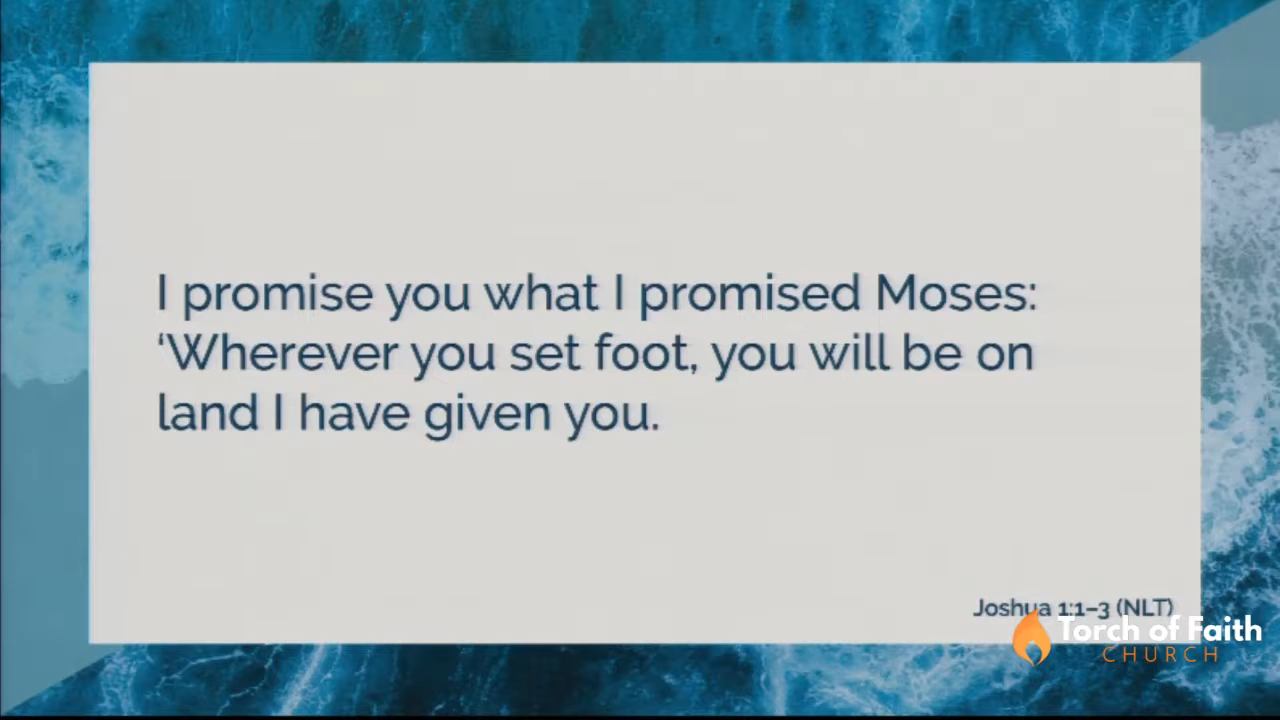 I promise you what I promised Moses:
‘Wherever you set foot, you will be on
land I have given you.
Joshua 1:1–3 (NLT)
Torch of Faith
CHURCH